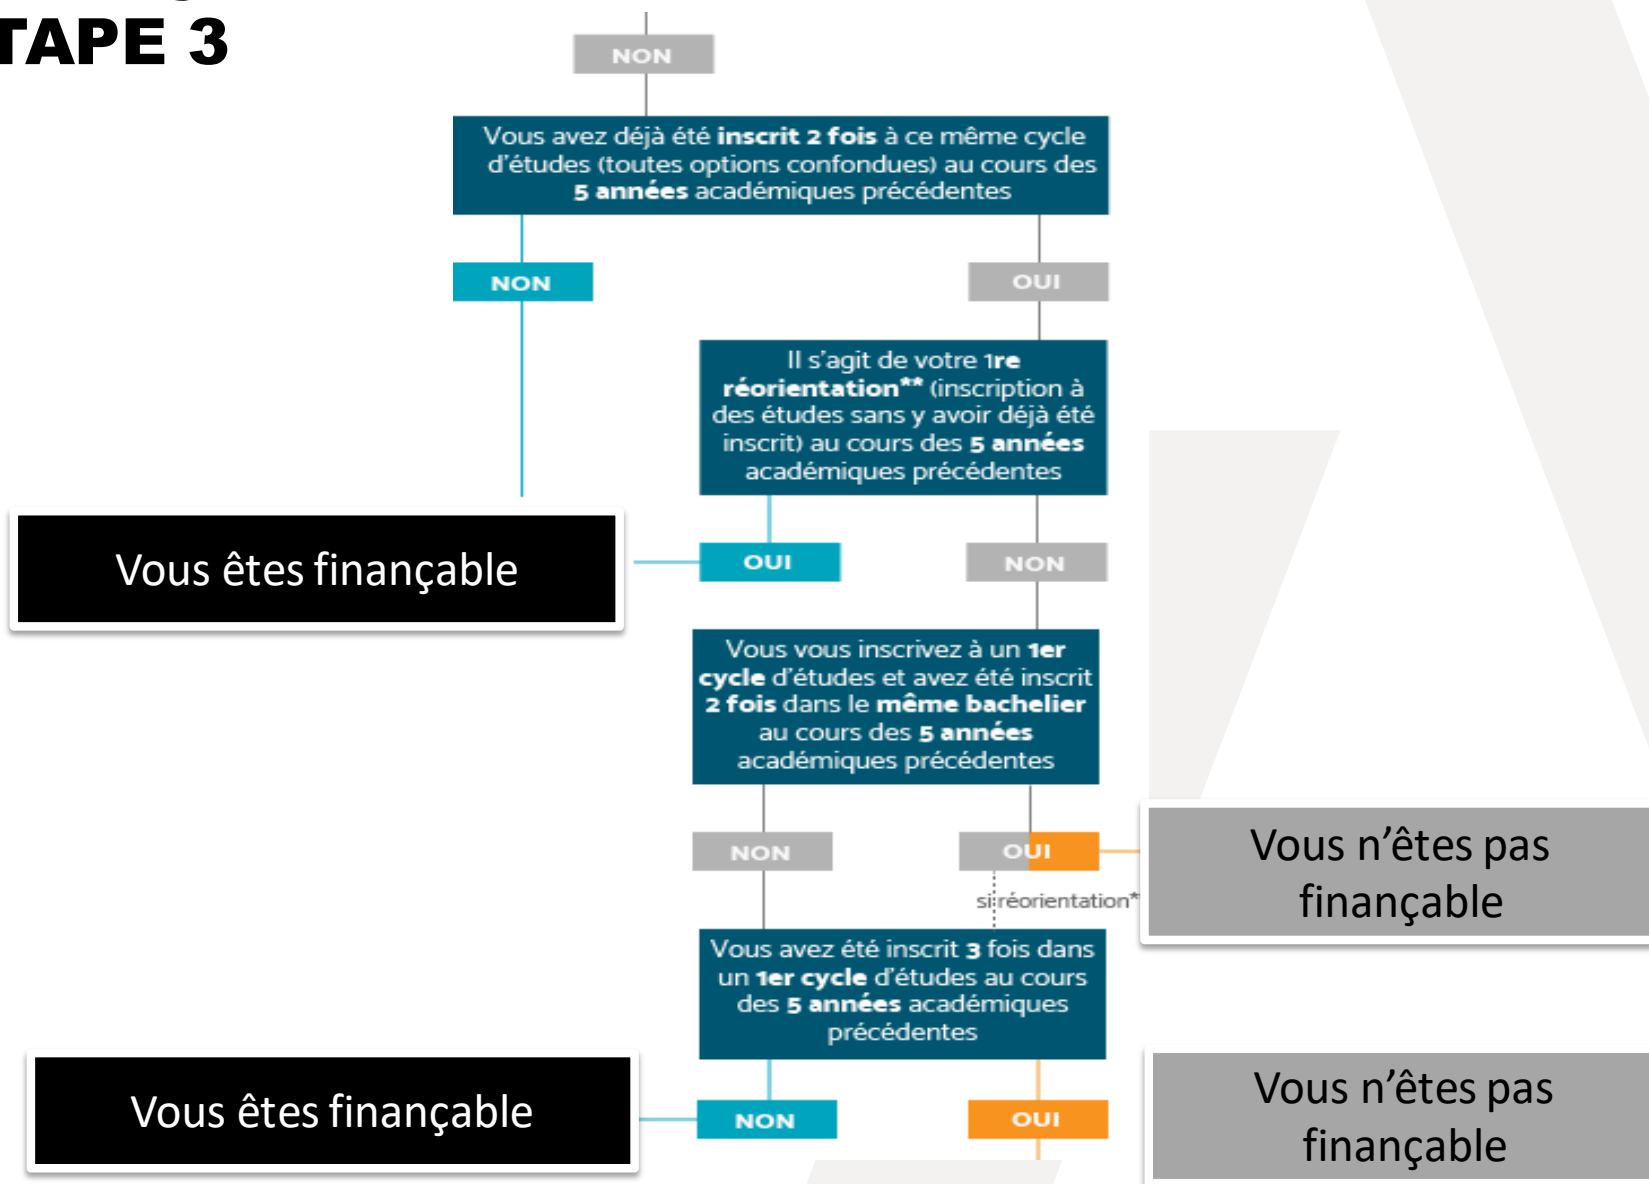 TAPE 3
NON
Vous avez déjà été inscrit 2 fois à ce même cycle
d'études (toutes options confondues) au cours des
5 années académiques précédentes
NON
OUI
Il s'agit de votre 1re
réorientation** (inscription à
des études sans y avoir déjà été
inscrit) au cours des 5 années
académiques précédentes
Vous êtes finançable
OUI
NON
Vous vous inscrivez à un 1er
cycle d'études et avez été inscrit
2 fois dans le même bachelier
au cours des 5 années
académiques précédentes
NON
OUI
Vous n'êtes pas
finançable
si réorientation*
Vous avez été inscrit 3 fois dans
un 1er cycle d'études au cours
des 5 années académiques
précédentes
Vous êtes finançable
NON
OUI
Vous n'êtes pas
finançable